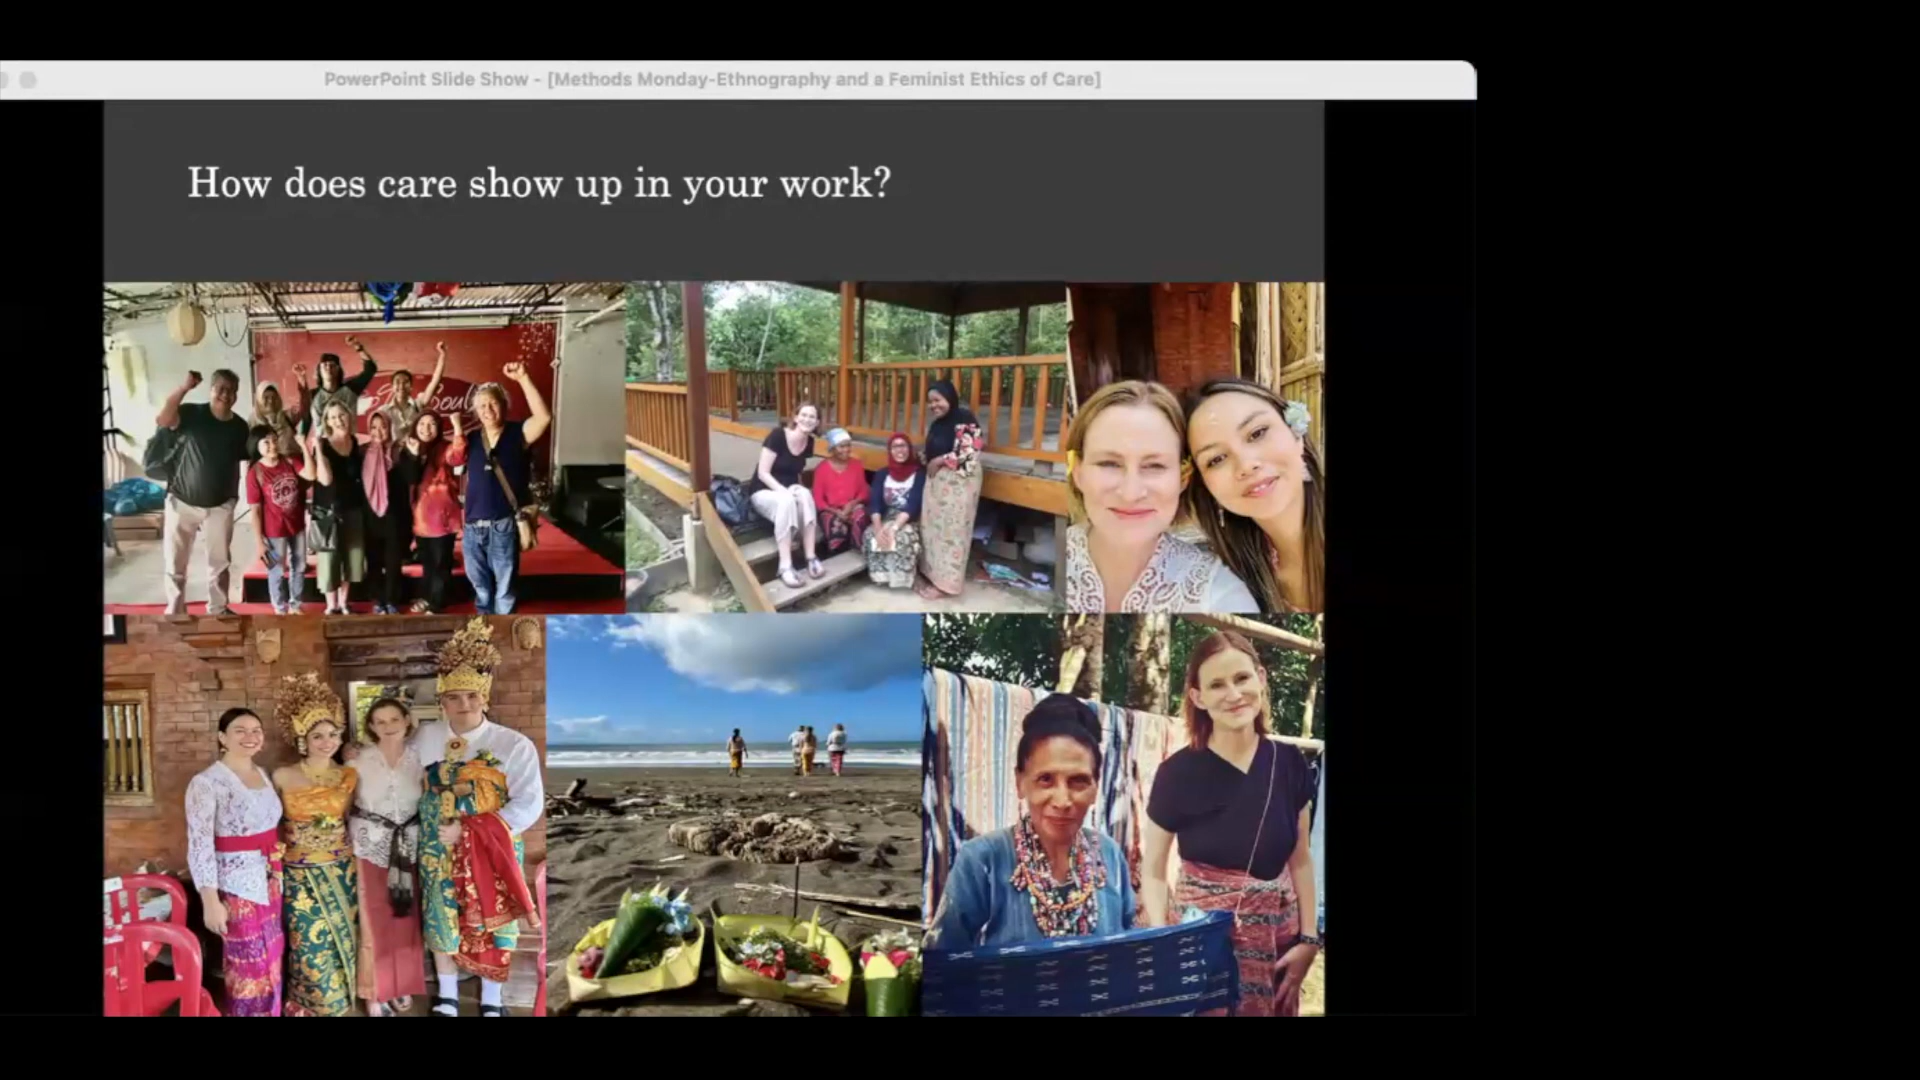 PowerPoint Slide Show - [Methods Monday-Ethnography and a Feminist Ethics of Care]
How does care show up in your work?